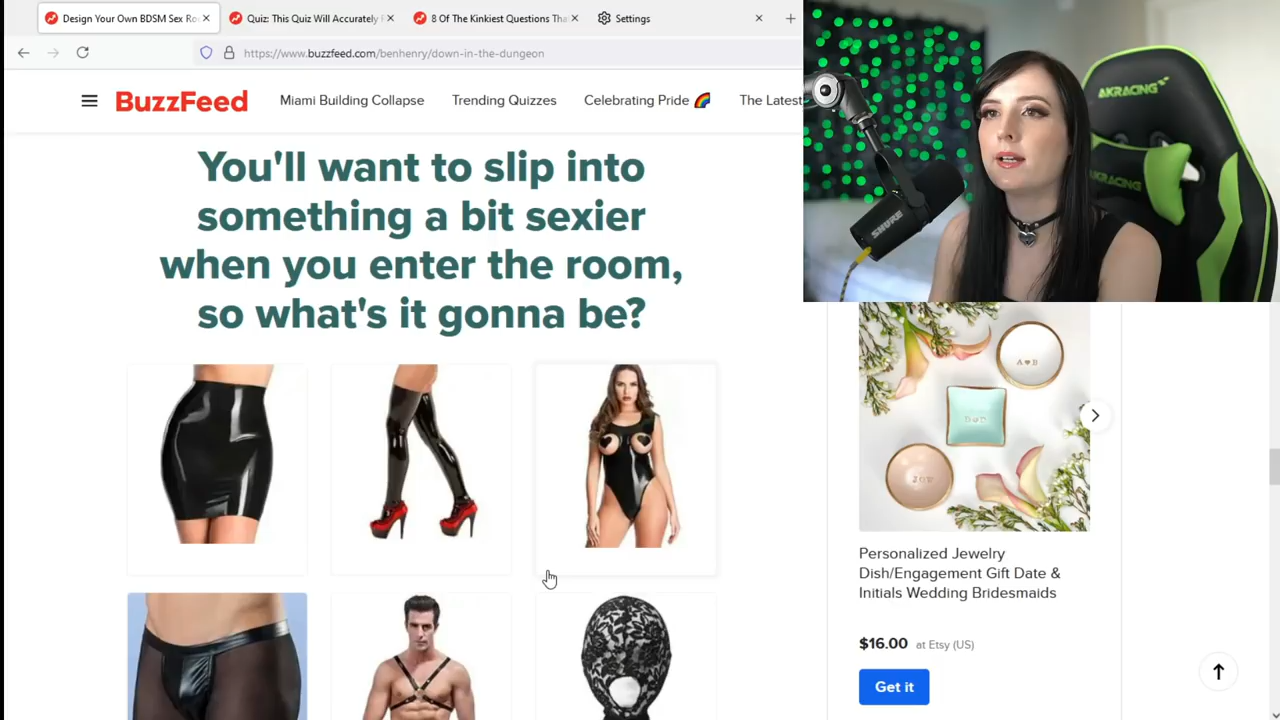 Design Your Own BDSM Sex Ro
Quiz: This Quiz Will Accurately
8 Of The Kinkiest Questions Tha
Settings
https://www.buzzfeed.com/benhenry/down-in-the-dungeon
BuzzFeed
Miami Building Collapse
Trending Quizzes
Celebrating Pride
The Latest
AKRACING
AKRACING
SHURE
You'll want to slip into
something a bit sexier
when you enter the room,
so what's it gonna be?
A B
Personalized Jewelry
Dish/Engagement Gift Date &
Initials Wedding Bridesmaids
$16.00 at Etsy (US)
Get it